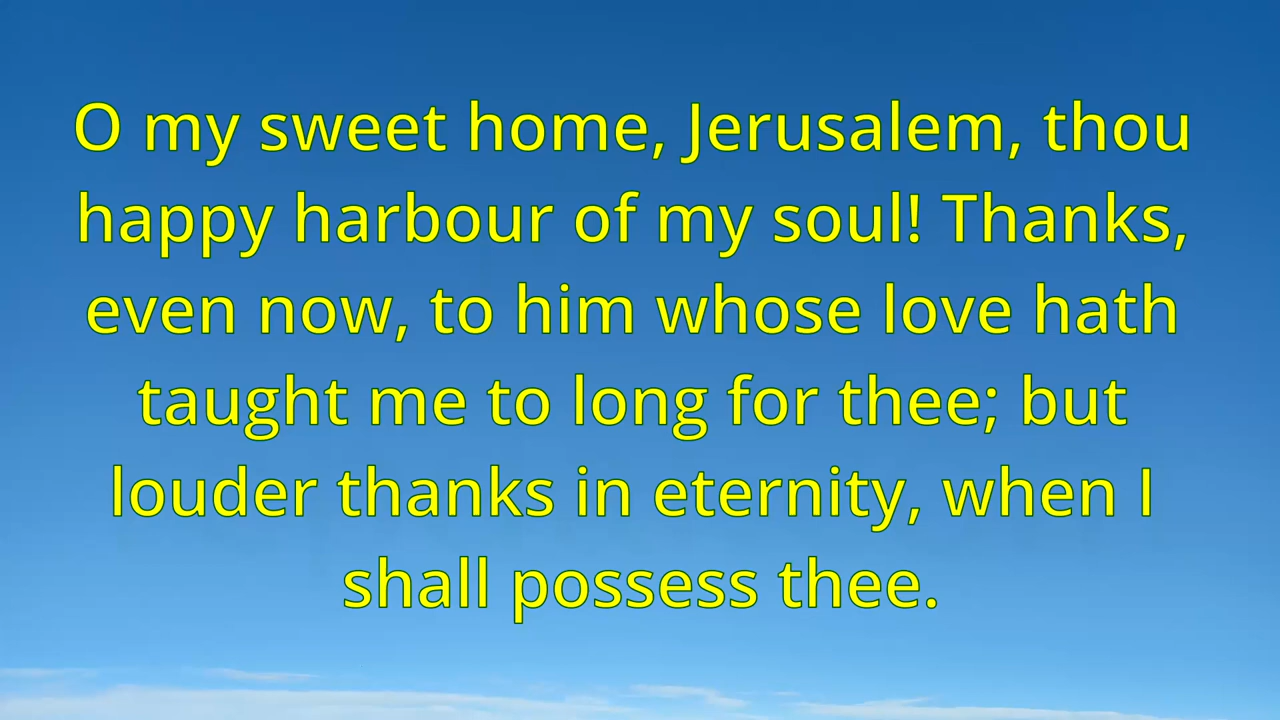 O my sweet home, Jerusalem, thou
happy harbour of my soul! Thanks,
even now, to him whose love hath
taught me to long for thee; but
louder thanks in eternity, when I
shall possess thee.